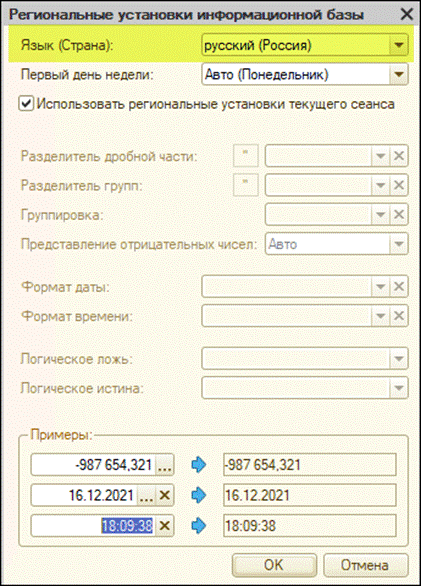 Региональные установки информационной базы
Язык (Страна): русский (Россия)
Первый день недели: Авто (Понедельник)
Использовать региональные установки текущего сеанса
Разделитель дробной части: "
Разделитель групп: "
Группировка:
Представление отрицательных чисел: Авто
Формат даты:
Формат времени:
Логическое ложь:
Логическое истина:
Примеры:
-987 654,321 ... -987 654,321
16.12.2021 ... 16.12.2021
18:09:38 18:09:38
OK Отмена